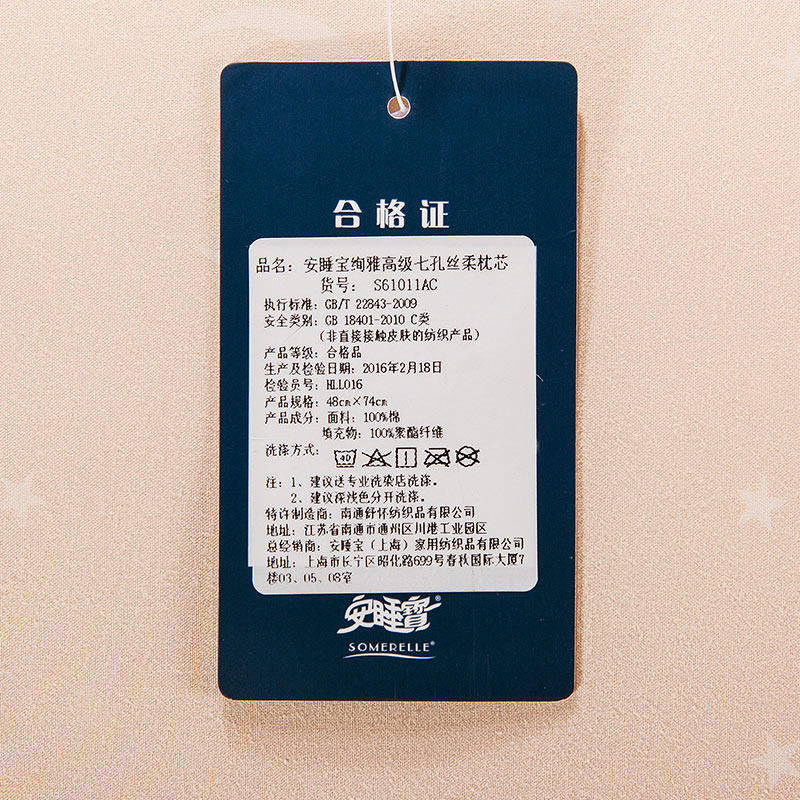 合格证
品名：安睡宝绚雅高级七孔丝柔枕芯
货号： S61011AC
执行标准：GB/T 22843-2009
安全类别：GB 18401-2010 C类
（非直接接触皮肤的纺织产品）
产品等级：合格品
生产及检验日期：2016年2月18日
检验员号：NLL016
产品规格：48cm×74cm
产品成分：面料：100%棉
填充物：100%聚酯纤维
洗涤方式：
40
注：1、建议送专业洗染店洗涤。
2、建议深浅色分开洗涤。
特许制造商：南通舒怀纺织品有限公司
地址：江苏省南通市通州区川港工业园区
总经销商：安睡宝（上海）家用纺织品有限公司
地址：上海市长宁区昭化路699号春秋国际大厦7
楼03、05、08室
安睡寶®
SOMERELLE®